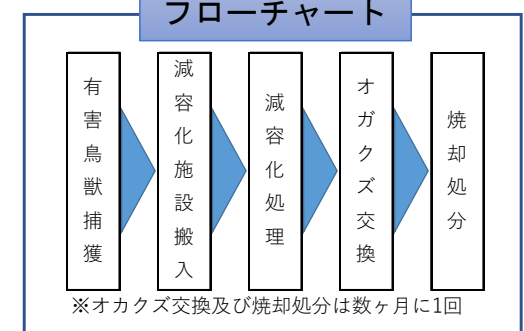 フローチャート
有害鳥獣捕獲
減容化施設搬入
減容化処理
オガクズ交換
焼却処分
※オカクズ交換及び焼却処分は数ヶ月に1回